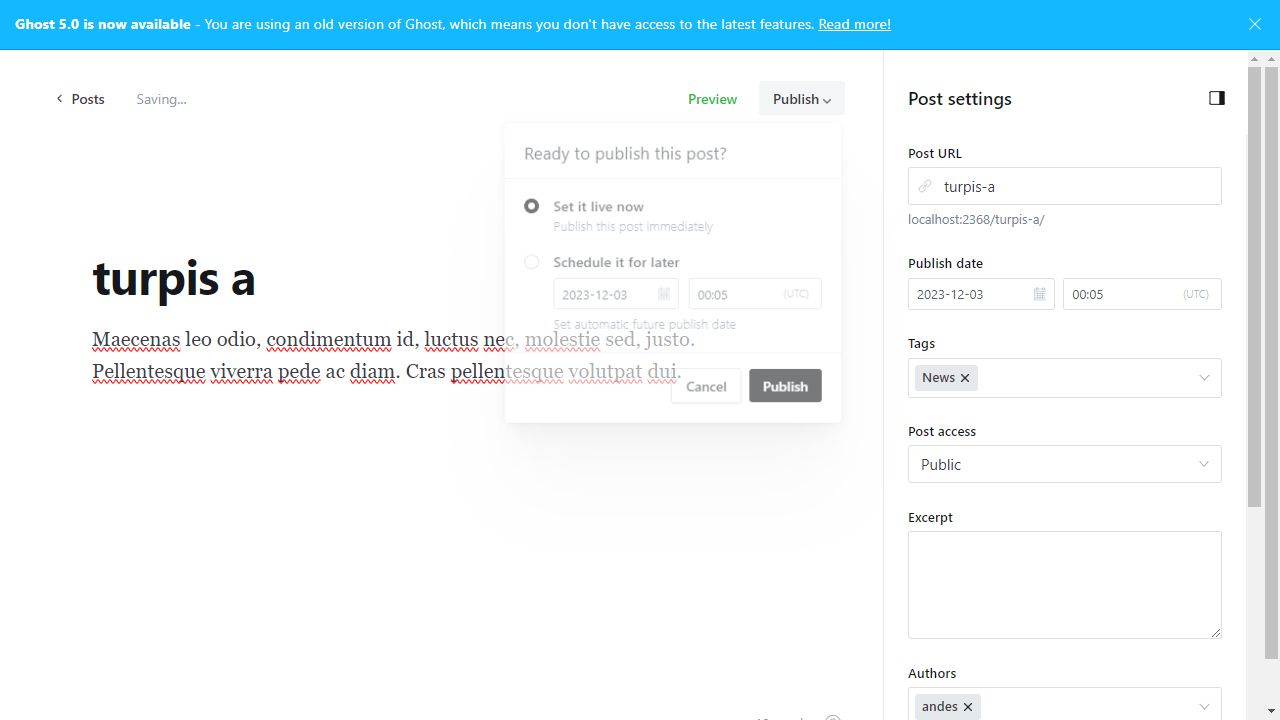 Ghost 5.0 is now available - You are using an old version of Ghost, which means you don't have access to the latest features. Read more!
Posts
Saving...
Preview
Publish
Ready to publish this post?
Set it live now
Publish this post immediately
Schedule it for later
2023-12-03
00:05
(UTC)
Set automatic future publish date
Cancel
Publish
turpis a
Maecenas leo odio, condimentum id, luctus nec, molestie sed, justo.
Pellentesque viverra pede ac diam. Cras pellentesque volutpat dui.
Post settings
Post URL
turpis-a
localhost:2368/turpis-a/
Publish date
2023-12-03
00:05
(UTC)
Tags
News
Post access
Public
Excerpt
Authors
andes